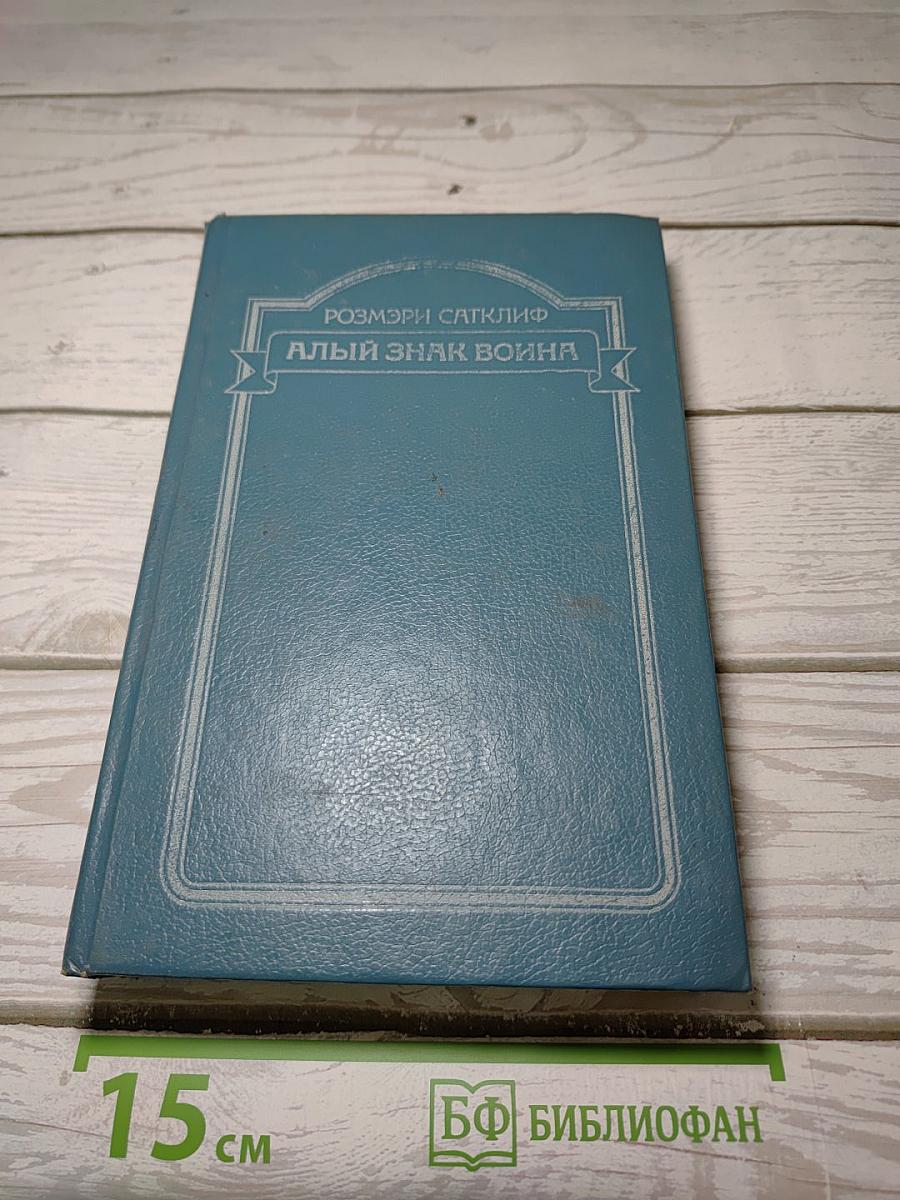 РОЗМЭРИ САТКЛИФ
АЛЫЙ ЗНАК ВОИНА
15 см
БФ БИБЛИОФАН